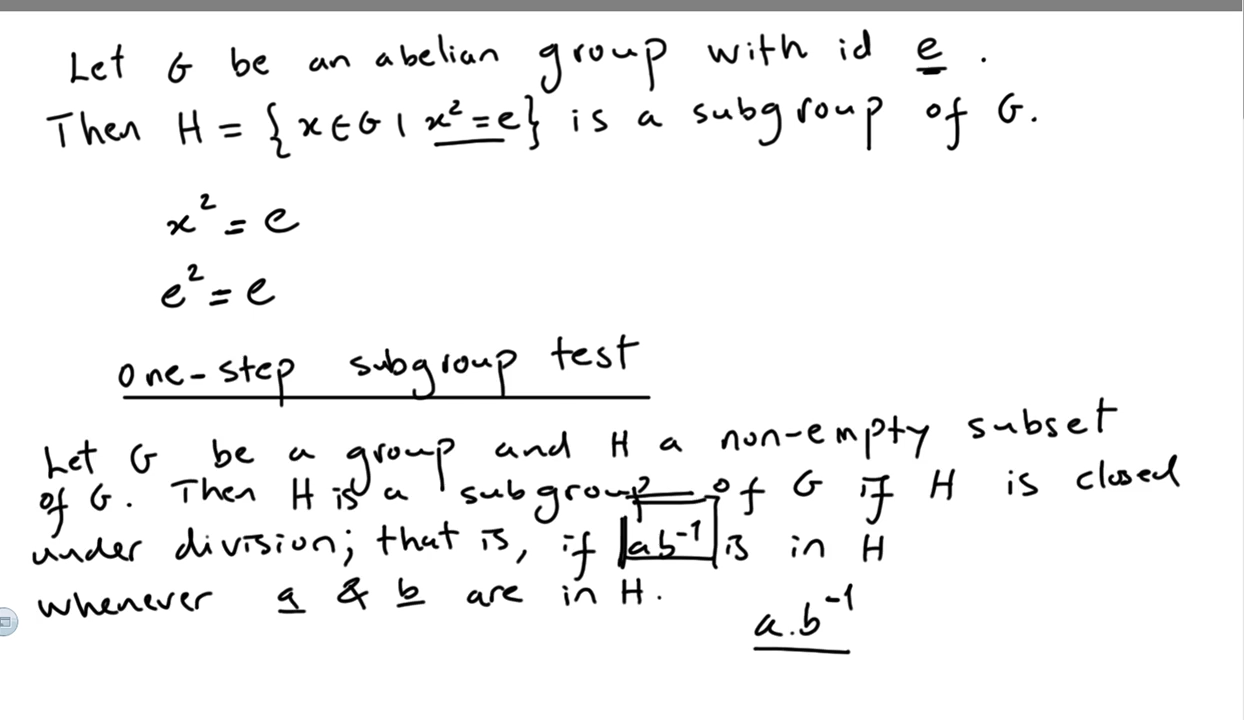 Let G be an abelian group with id e.
Then H = {x ∈ G | x² = e} is a subgroup of G.
x² = e
e² = e
one-step subgroup test
Let G be a group and H a non-empty subset
of G. Then H is a subgroup of G if H is closed
under division; that is, if ab⁻¹ is in H
whenever a & b are in H.
a.b⁻¹